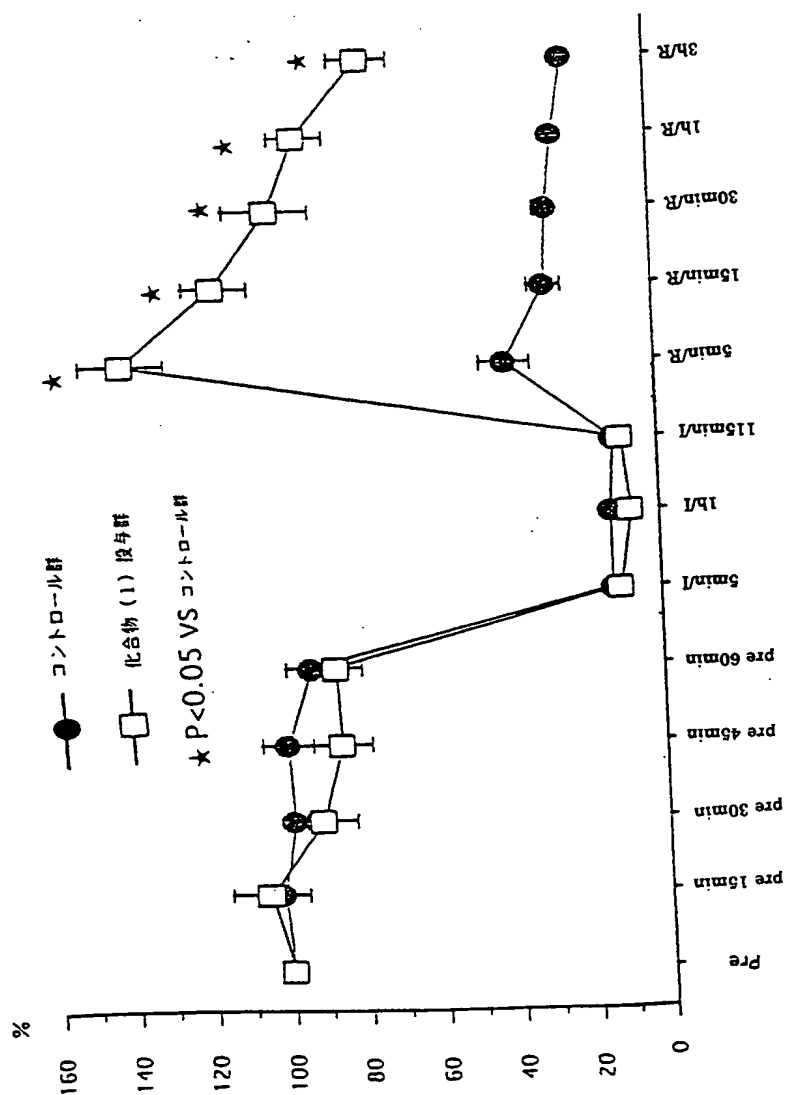 %
160
140
120
100
80
60
40
20
0
コントロール群
化合物 (1) 投与群
★ P<0.05 VS コントロール群
★
★
★
★
★
Pre
pre 15min
pre 30min
pre 45min
pre 60min
5min/I
1h/I
115min/I
5min/R
15min/R
30min/R
1h/R
3h/R